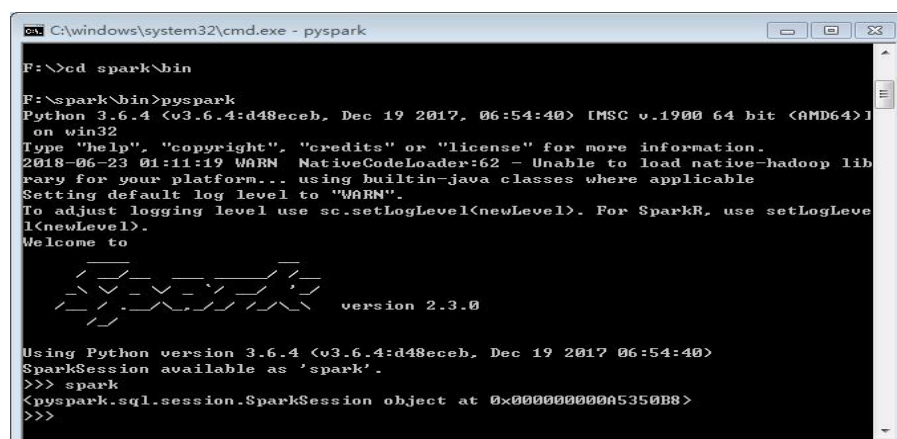 C:\windows\system32\cmd.exe - pyspark
F:\>cd spark\bin
F:\spark\bin>pyspark
Python 3.6.4 (v3.6.4:d48eceb, Dec 19 2017, 06:54:40) [MSC v.1900 64 bit (AMD64)]
 on win32
Type "help", "copyright", "credits" or "license" for more information.
2018-06-23 01:11:19 WARN  NativeCodeLoader:62 - Unable to load native-hadoop lib
rary for your platform... using builtin-java classes where applicable
Setting default log level to "WARN".
To adjust logging level use sc.setLogLevel(newLevel). For SparkR, use setLogLeve
l(newLevel).
Welcome to
Spark version 2.3.0
Using Python version 3.6.4 (v3.6.4:d48eceb, Dec 19 2017 06:54:40)
SparkSession available as 'spark'.
>>> spark
<pyspark.sql.session.SparkSession object at 0x000000000A5350B8>
>>>